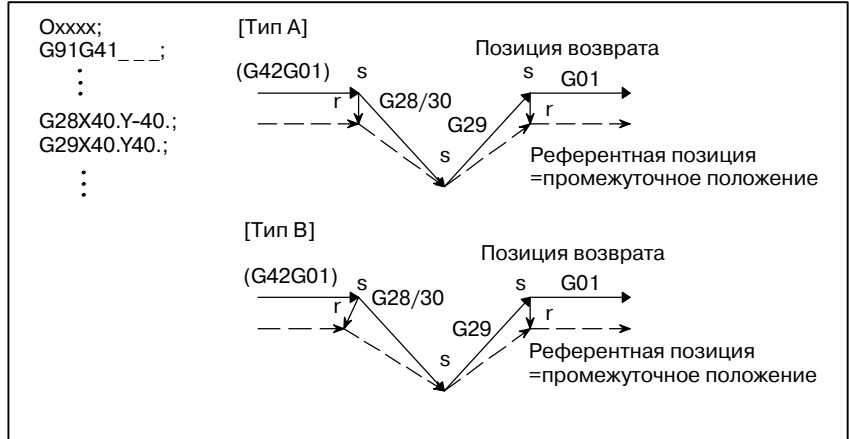 Oxxxx;
G91G41_ _ _;
G28X40.Y-40.;
G29X40.Y40.;
[Тип A]
Позиция возврата
(G42G01)
s
s
G01
r
G28/30
r
G29
s
Референтная позиция
=промежуточное положение
[Тип B]
Позиция возврата
(G42G01)
s
s
G01
r
G28/30
r
G29
s
Референтная позиция
=промежуточное положение